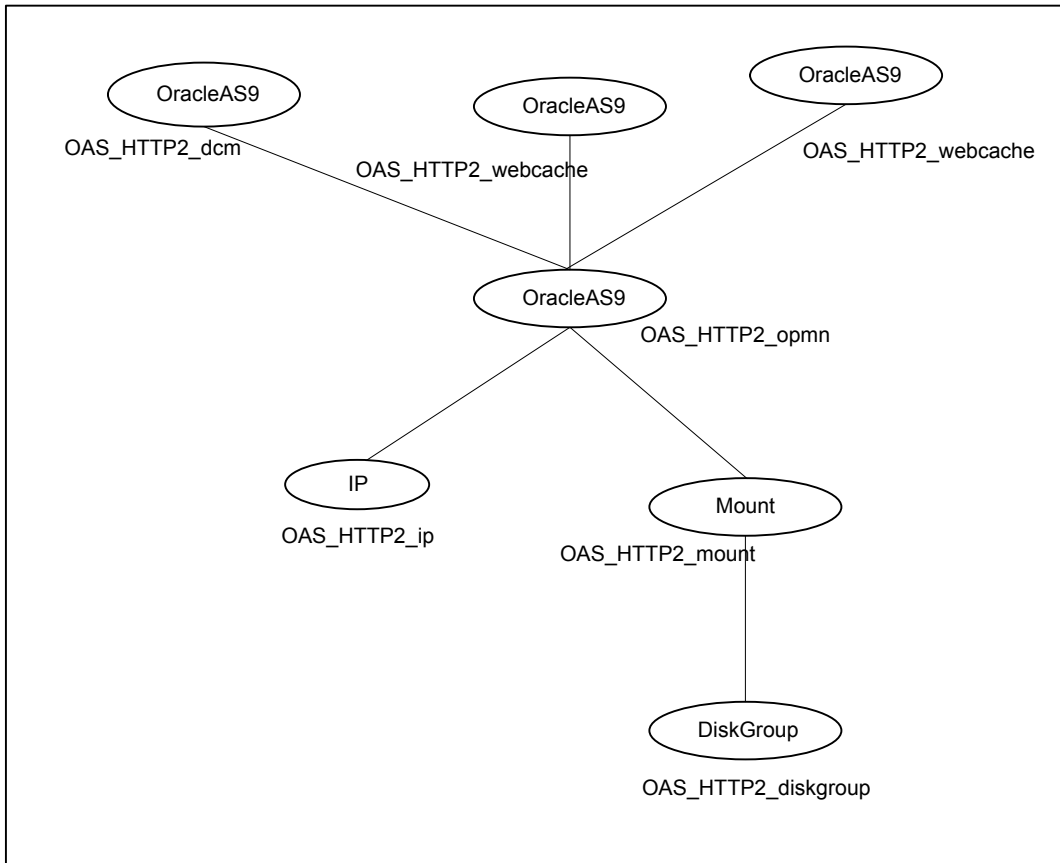 OracleAS9
OracleAS9
OracleAS9
OAS_HTTP2_dcm
OAS_HTTP2_webcache
OAS_HTTP2_webcache
OracleAS9
OAS_HTTP2_opmn
IP
OAS_HTTP2_ip
Mount
OAS_HTTP2_mount
DiskGroup
OAS_HTTP2_diskgroup